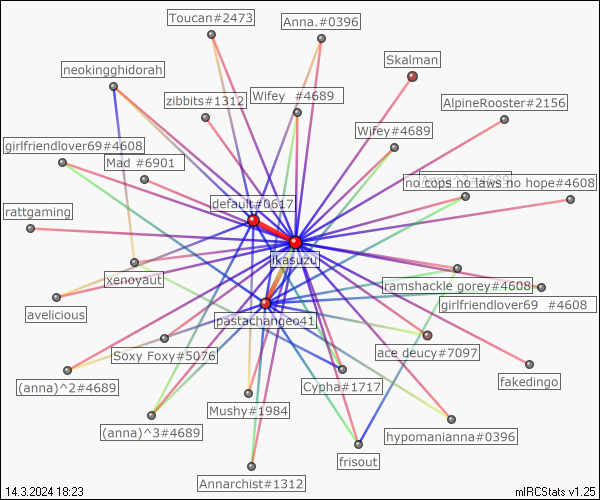 Toucan#2473
Anna.#0396
Skalman
neokingghidorah
zibbits#1312
Wifey  #4689
AlpineRooster#2156
Wifey#4689
girlfriendlover69#4608
Mad #6901
no cops no laws no hope#4608
default#0617
rattgaming
ikasuzu
xenoyaut
ramshackle gorey#4608
girlfriendlover69  #4608
avelicious
pastachangeo41
Soxy Foxy#5076
ace deucy#7097
(anna)^2#4689
Cypha#1717
fakedingo
Mushy#1984
(anna)^3#4689
hypomanianna#0396
frisout
Annarchist#1312
14.3.2024 18:23
mIRCStats v1.25